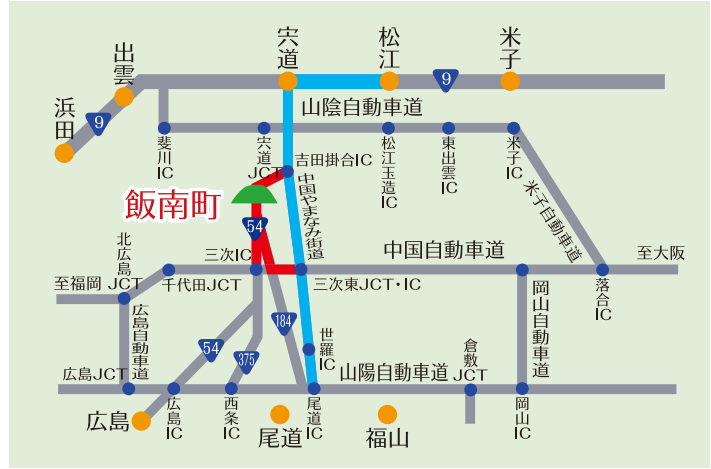 宍道
松江
米子
出雲
9
浜田
9
山陰自動車道
斐川IC
宍道JCT
吉田掛合IC
松江玉造IC
東出雲IC
米子IC
米子自動車道
飯南町
54
中国やまなみ街道
北広島JCT
三次IC
中国自動車道
至大阪
至福岡
千代田JCT
三次東JCT・IC
落合IC
広島自動車道
岡山自動車道
54
375
184
世羅IC
広島JCT
山陽自動車道
倉敷JCT
広島
広島IC
西条IC
尾道
尾道IC
福山
岡山IC